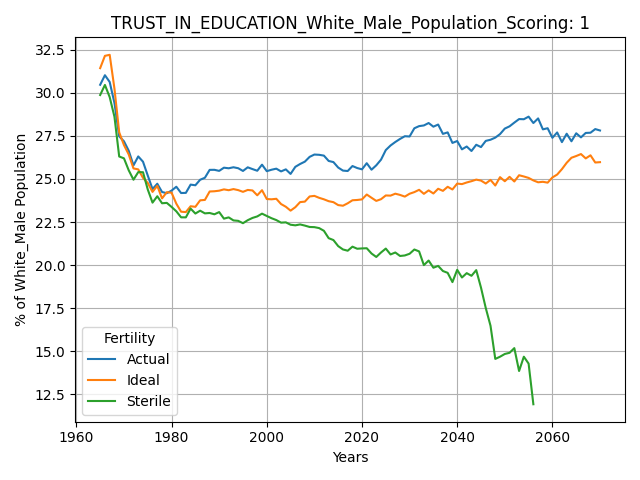 TRUST_IN_EDUCATION_White_Male_Population_Scoring: 1
% of White_Male Population
32.5
30.0
27.5
25.0
22.5
20.0
17.5
15.0
12.5
Fertility
Actual
Ideal
Sterile
1960
1980
2000
2020
2040
2060
Years